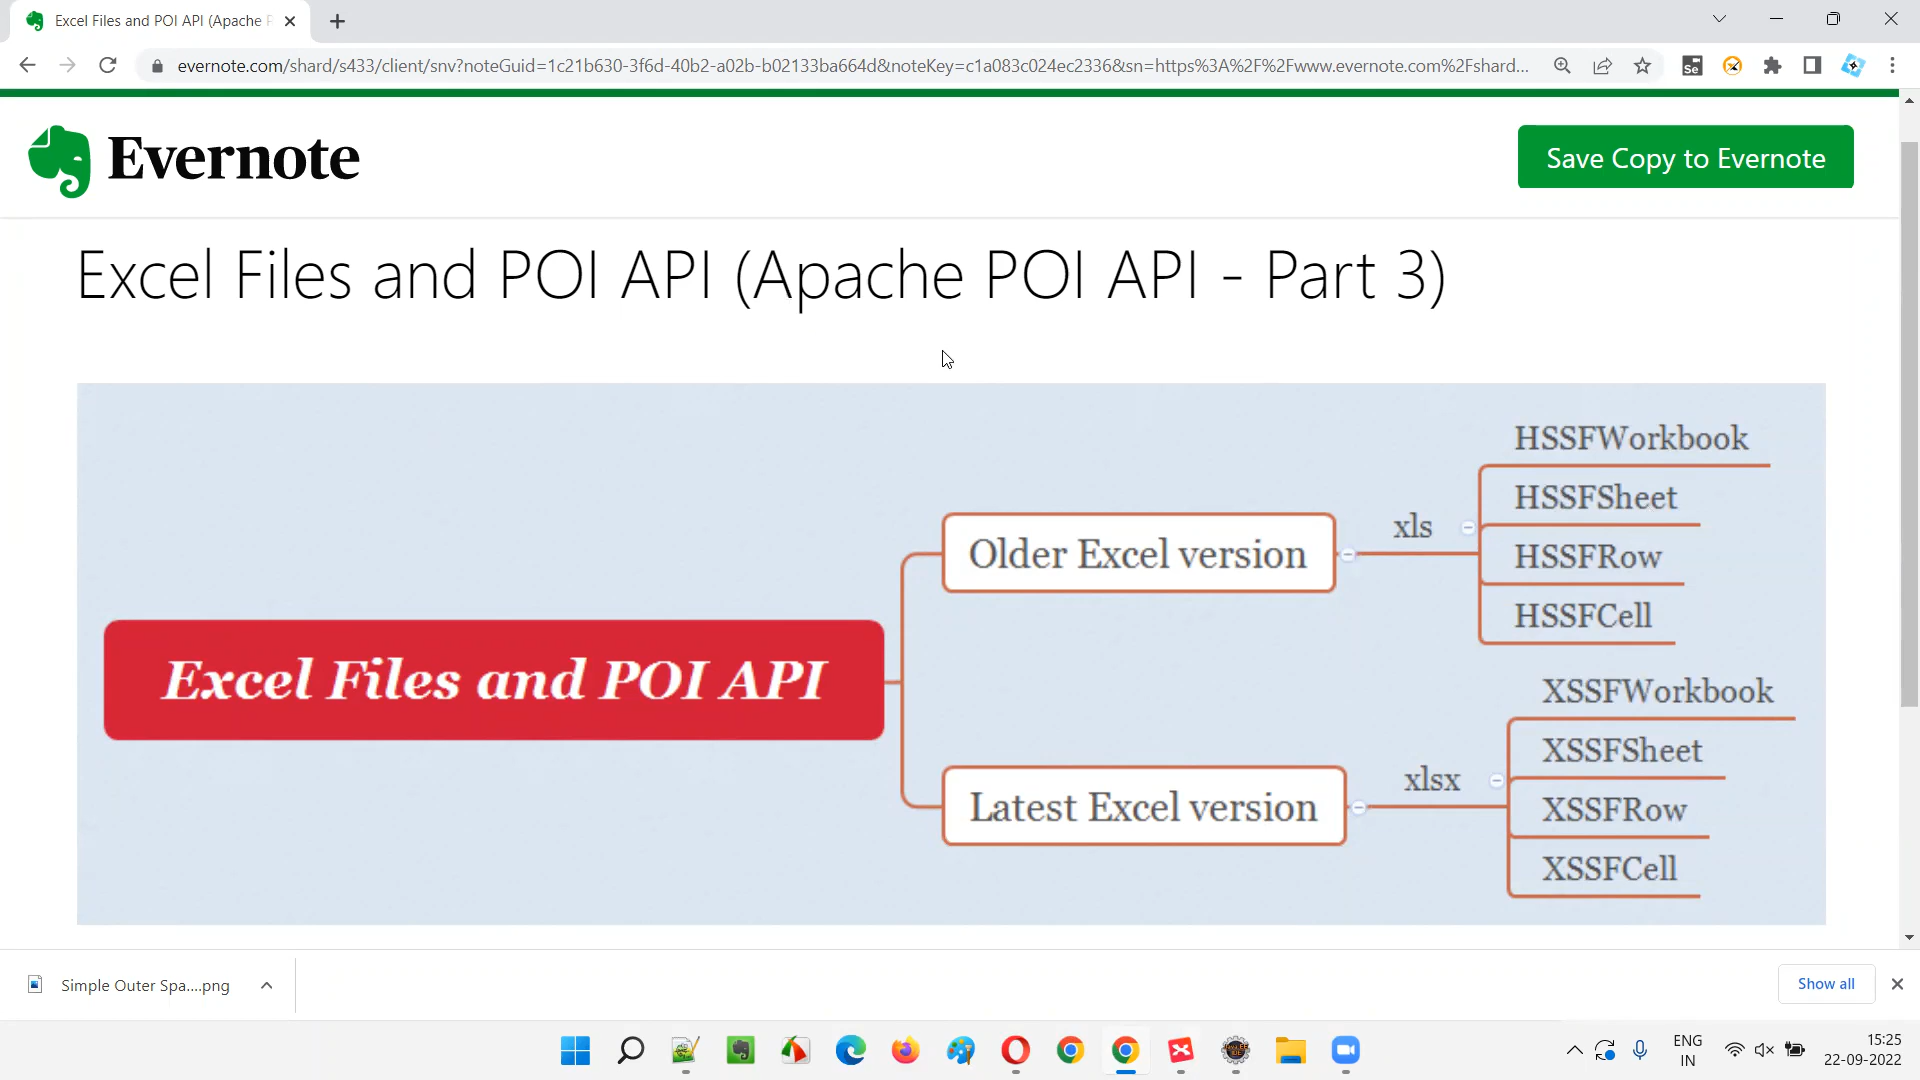 Excel Files and POI API (Apache P
evernote.com/shard/s433/client/snv?noteGuid=1c21b630-3f6d-40b2-a02b-b02133ba664d&noteKey=c1a083c024ec2336&sn=https%3A%2F%2Fwww.evernote.com%2Fshard...
Se
Evernote
Save Copy to Evernote
Excel Files and POI API (Apache POI API - Part 3)
HSSFWorkbook
HSSFSheet
xls
Older Excel version
HSSFRow
HSSFCell
Excel Files and POI API
XSSFWorkbook
XSSFSheet
xlsx
Latest Excel version
XSSFRow
XSSFCell
Simple Outer Spa....png
Show all
ENG
IN
15:25
22-09-2022